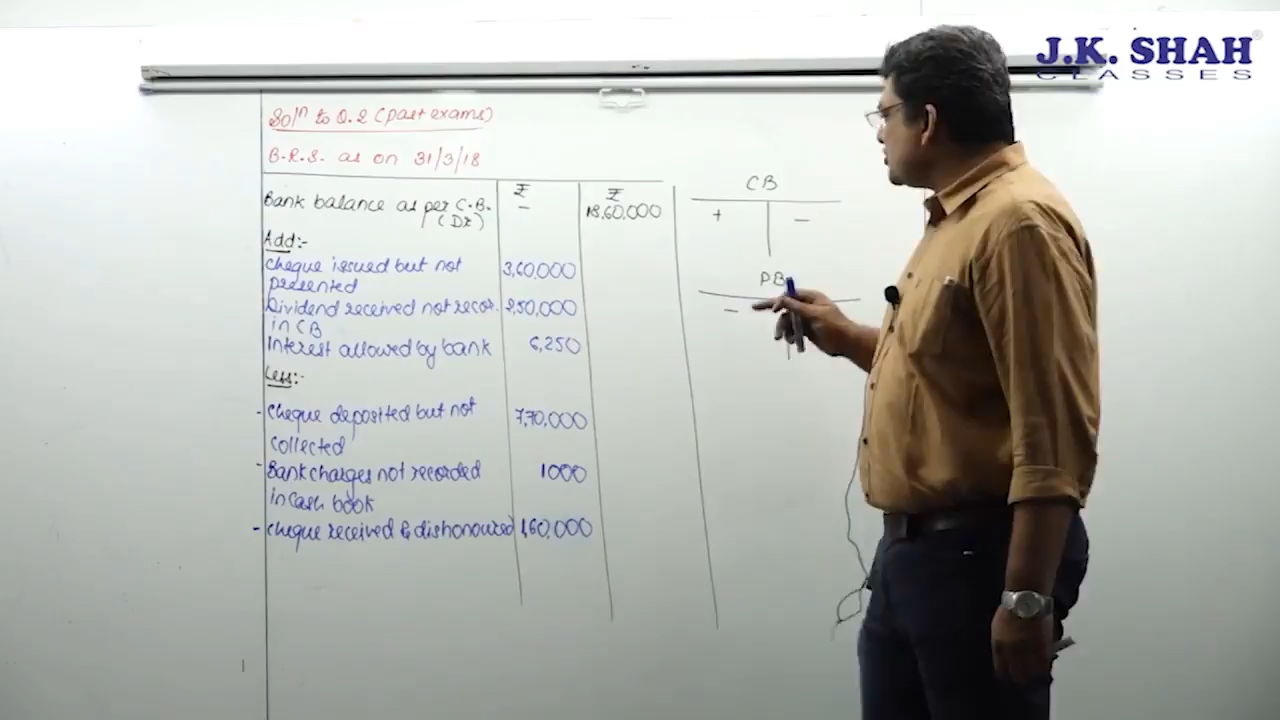 J.K. SHAH®
CLASSES
Solⁿ to Q.2 (Past exams)
B.R.S. as on 31/3/18
₹ ₹
Bank balance as per C.B. – 18,60,000
(Dr)
Add:-
Cheque issued but not 3,60,000
presented
Dividend received not recor. 2,50,000
in CB
Interest allowed by bank 6,250
Less:-
- Cheque deposited but not 7,70,000
collected
- Bank charges not recorded 1000
in cash book
- Cheque received & dishonoured 1,60,000
CB
+ –
PB
–